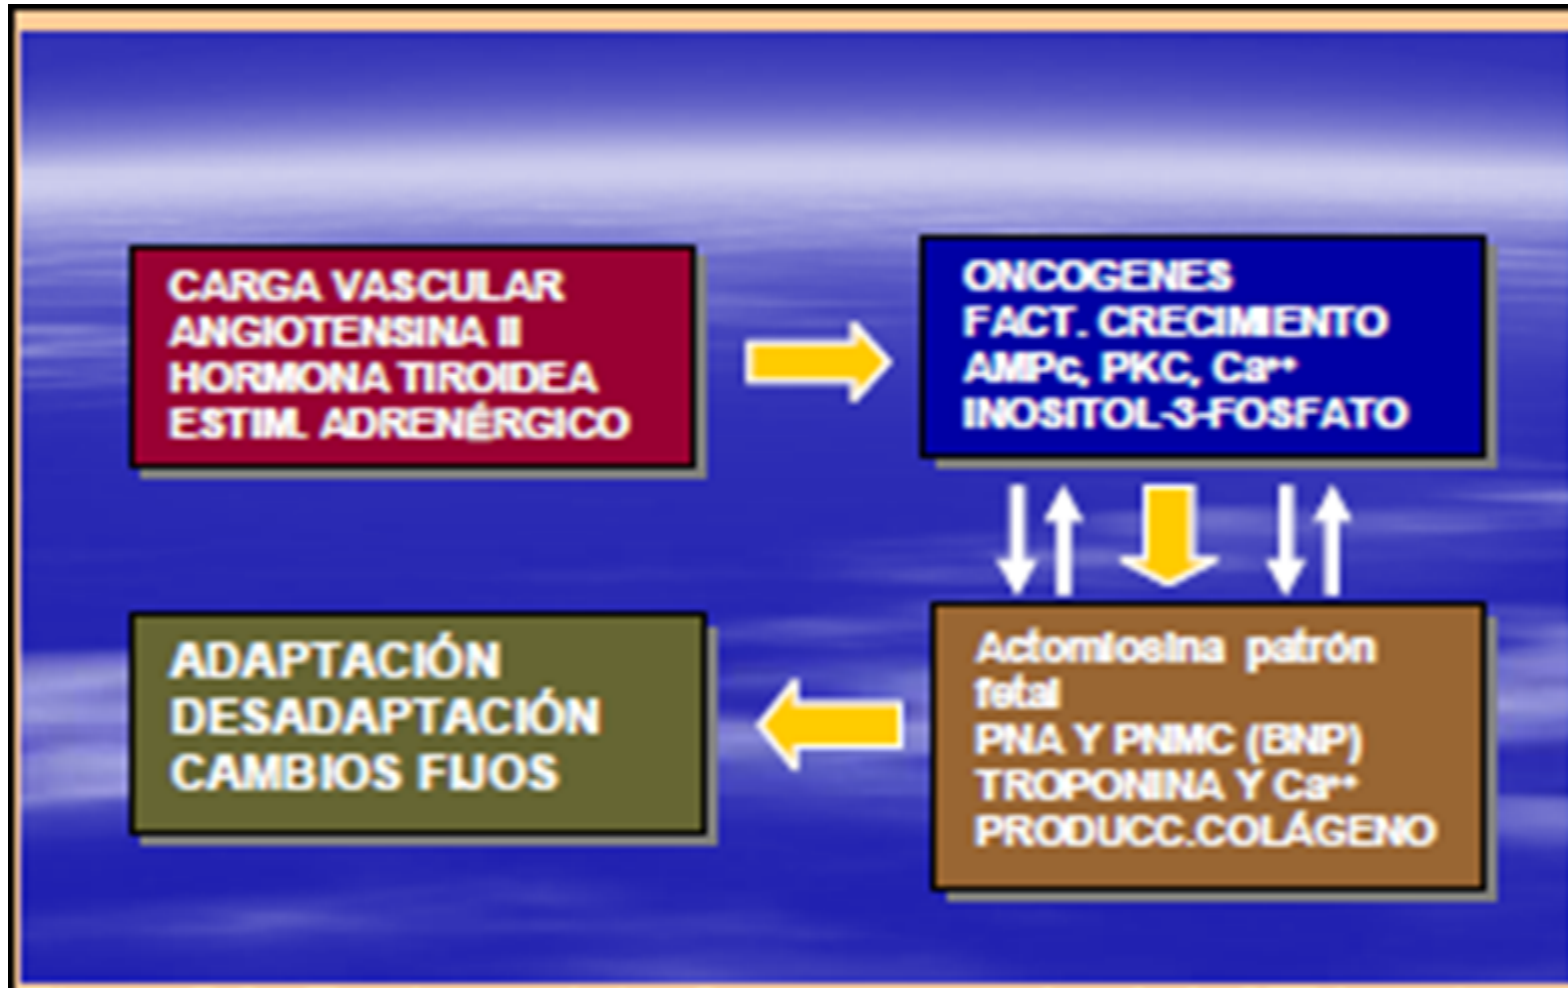 CARGA VASCULAR
ANGIOTENSINA II
HORMONA TIROIDEA
ESTIM. ADRENÉRGICO
ONCOGENES
FACT. CRECIMIENTO
AMPc, PKC, Ca⁺⁺
INOSITOL-3-FOSFATO
Actomiosina patrón
fetal
PNA Y PNMC (BNP)
TROPONINA Y Ca⁺⁺
PRODUCC.COLÁGENO
ADAPTACIÓN
DESADAPTACIÓN
CAMBIOS FIJOS